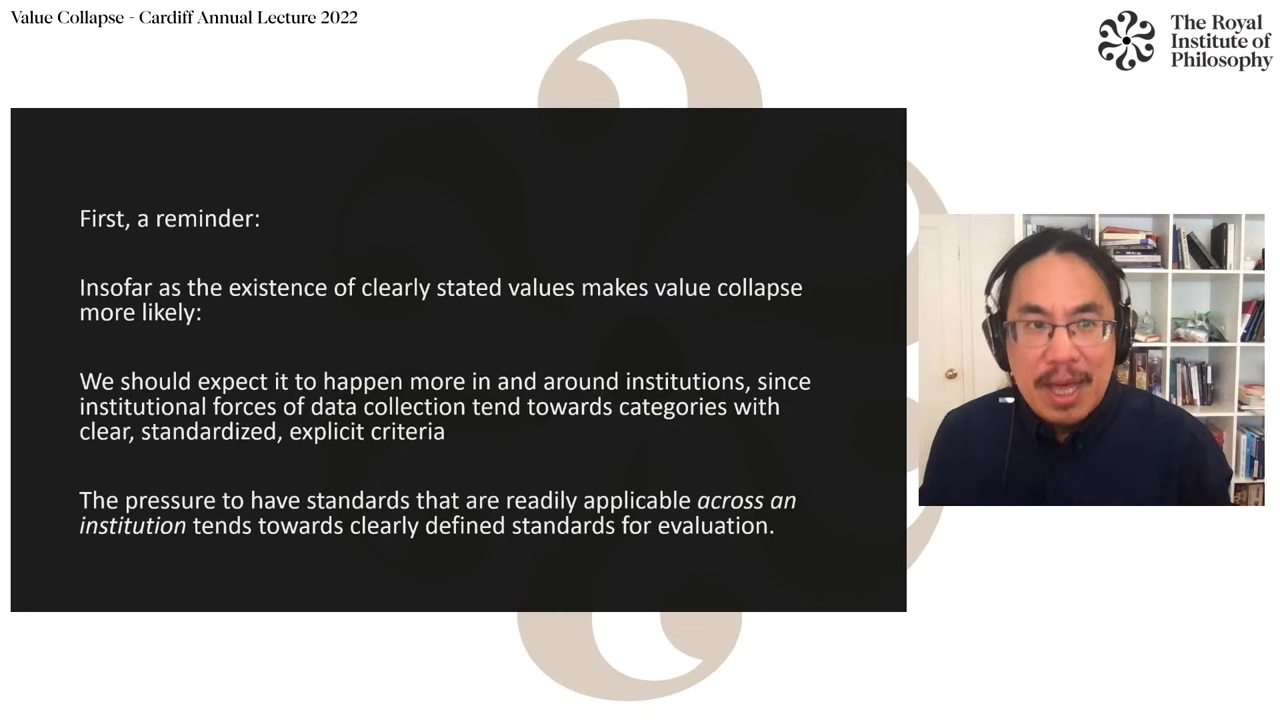 Value Collapse - Cardiff Annual Lecture 2022
The Royal
Institute of
Philosophy
First, a reminder:
Insofar as the existence of clearly stated values makes value collapse
more likely:
We should expect it to happen more in and around institutions, since
institutional forces of data collection tend towards categories with
clear, standardized, explicit criteria
The pressure to have standards that are readily applicable across an
institution tends towards clearly defined standards for evaluation.